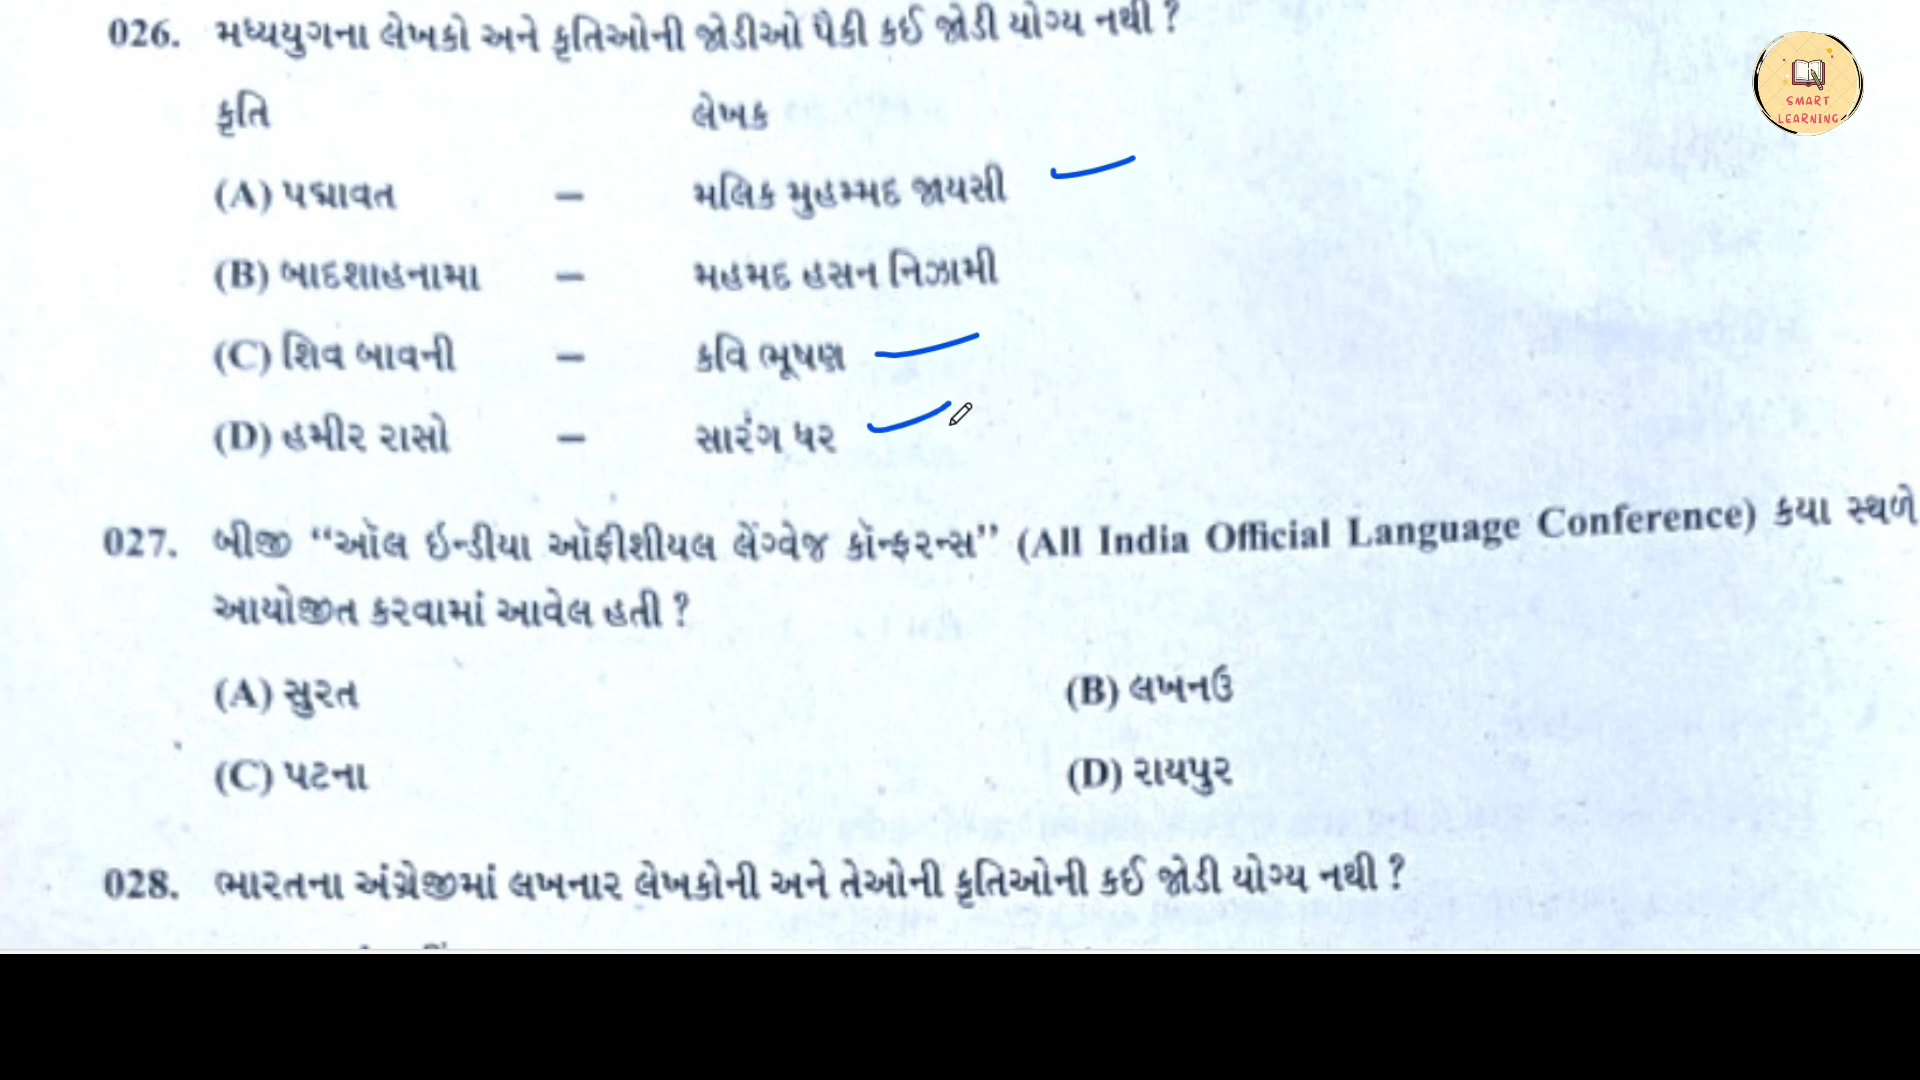 026. મધ્યયુગના લેખકો અને કૃતિઓની જોડીઓ પૈકી કઈ જોડી યોગ્ય નથી ?
કૃતિ લેખક
(A) પદ્માવત – મલિક મુહમ્મદ જાયસી
(B) બાદશાહનામા – મહમદ હસન નિઝામી
(C) શિવ બાવની – કવિ ભૂષણ
(D) હમીર રાસો – સારંગ ધર
027. બીજી “ઑલ ઇન્ડીયા ઑફીશીયલ લેંગ્વેજ કૉન્ફરન્સ” (All India Official Language Conference) કયા સ્થળે
આયોજીત કરવામાં આવેલ હતી ?
(A) સુરત (B) લખનઉ
(C) પટના (D) રાયપુર
028. ભારતના અંગ્રેજીમાં લખનાર લેખકોની અને તેઓની કૃતિઓની કઈ જોડી યોગ્ય નથી ?
SMART
LEARNING